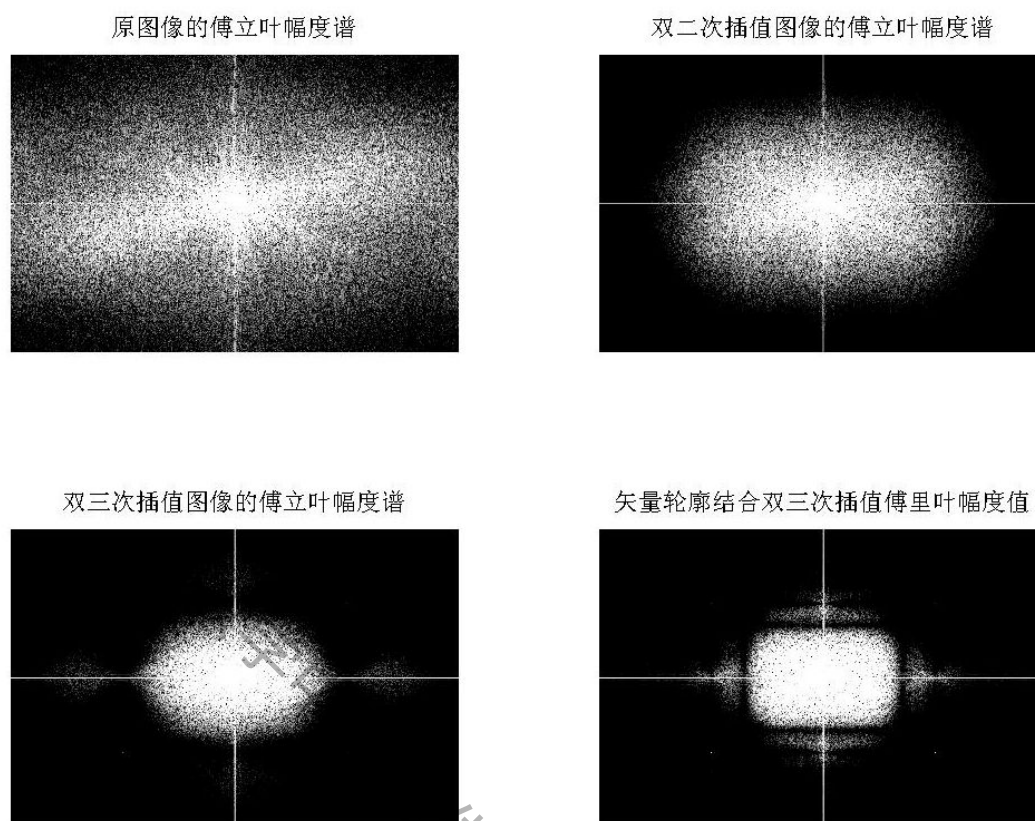 原图像的傅立叶幅度谱
双二次插值图像的傅立叶幅度谱
双三次插值图像的傅立叶幅度谱
矢量轮廓结合双三次插值傅里叶幅度值